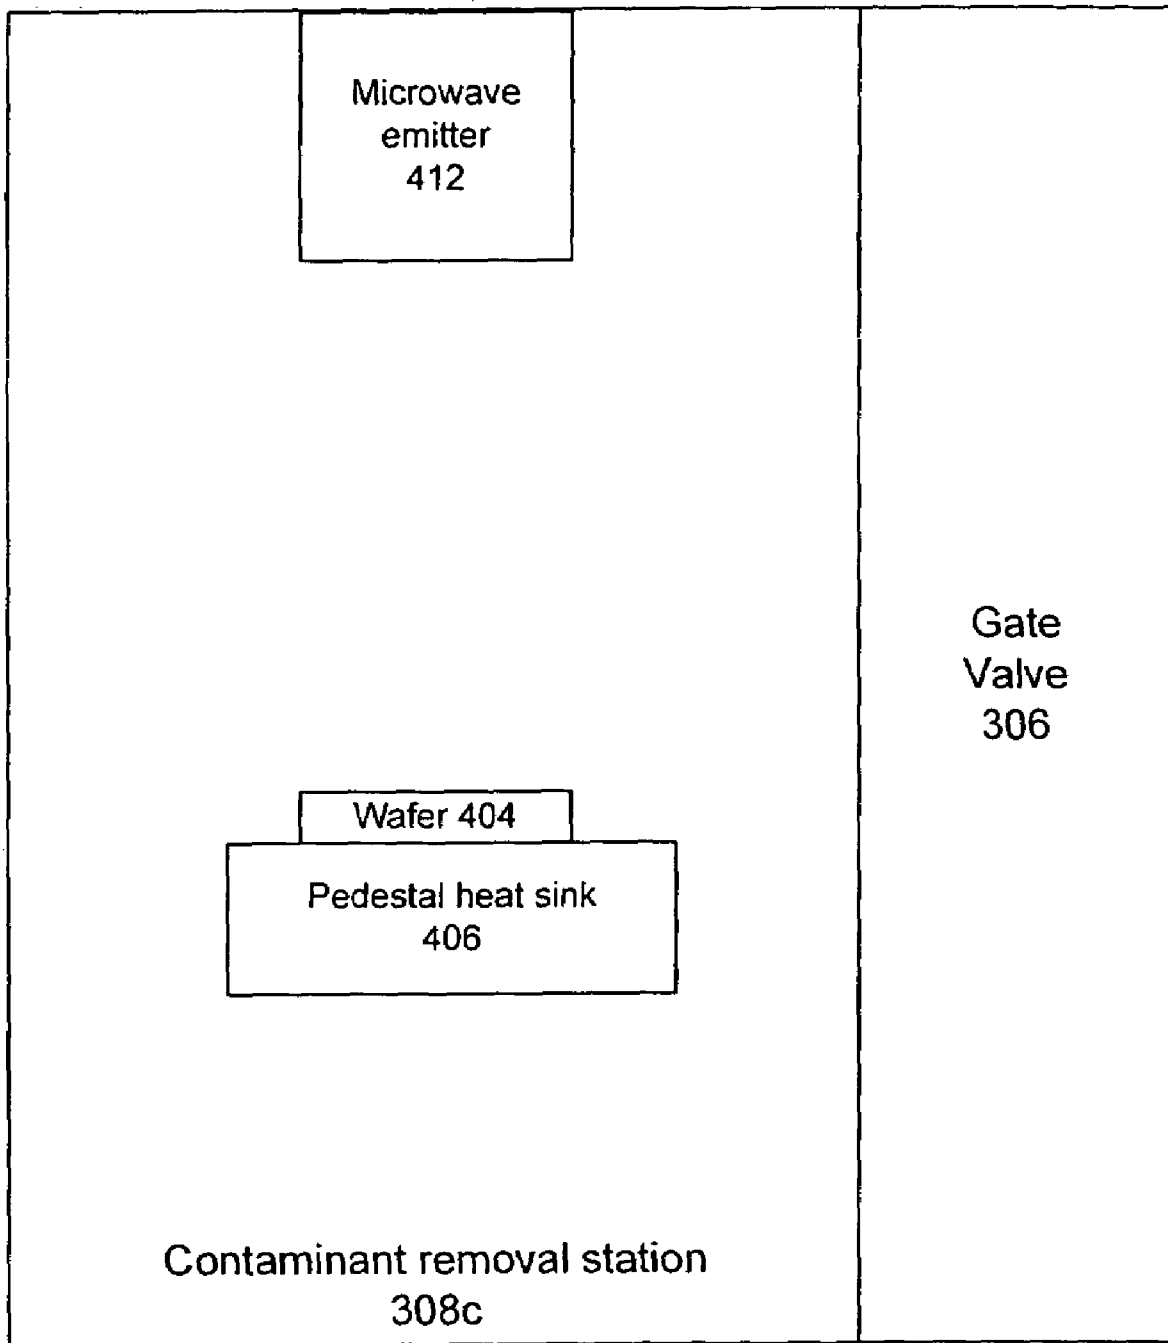 Microwave
emitter
412
Gate
Valve
306
Wafer 404
Pedestal heat sink
406
Contaminant removal station
308c